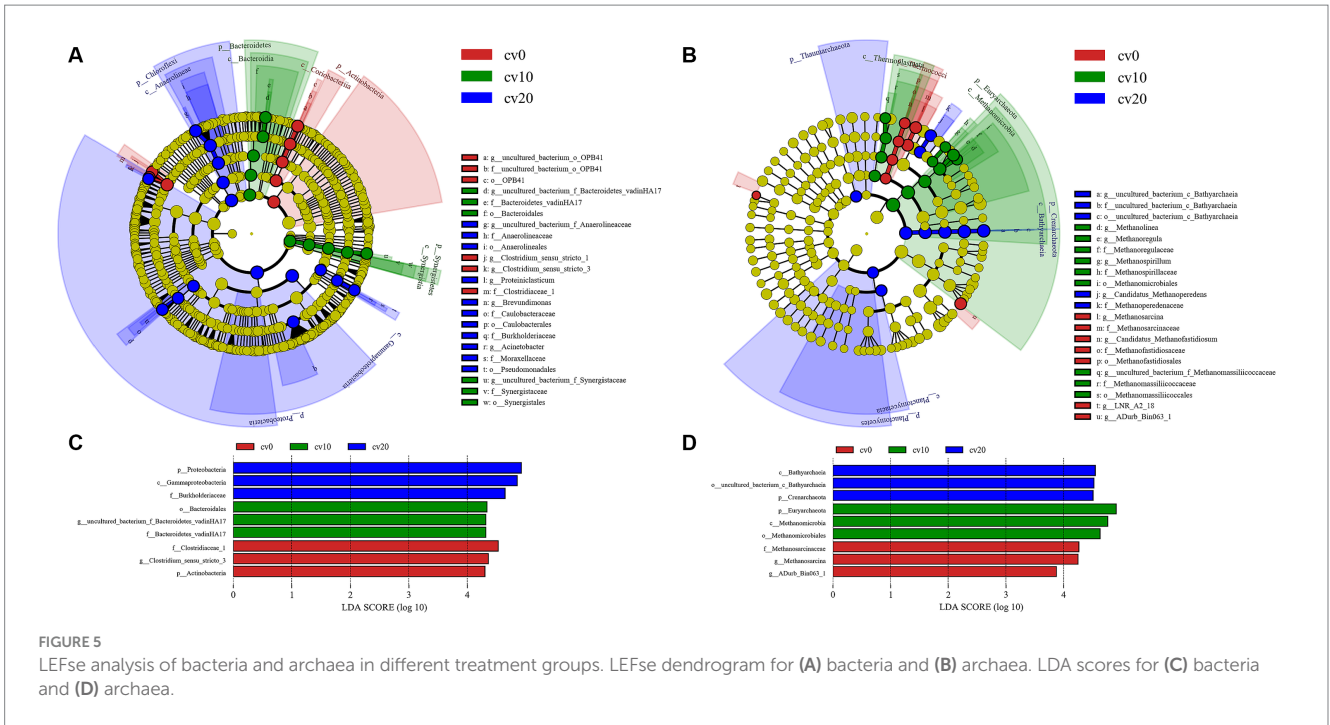 A
p__Bacteroidetes
c__Bacteroidia
p__Chloroflexi
c__Anaerolineae
c__Coriobacteriia
p__Actinobacteria
p__Synergistetes
c__Synergistia
c__Gammaproteobacteria
p__Proteobacteria
cv0
cv10
cv20
a: g__uncultured_bacterium_o_OPB41
b: f__uncultured_bacterium_o_OPB41
c: o__OPB41
d: g__uncultured_bacterium_f_Bacteroidetes_vadinHA17
e: f__Bacteroidetes_vadinHA17
f: o__Bacteroidales
g: g__uncultured_bacterium_f_Anaerolineaceae
h: f__Anaerolineaceae
i: o__Anaerolineales
j: g__Clostridium_sensu_stricto_1
k: g__Clostridium_sensu_stricto_3
l: g__Proteiniclasticum
m: f__Clostridiaceae_1
n: g__Brevundimonas
o: f__Caulobacteraceae
p: o__Caulobacterales
q: f__Burkholderiaceae
r: g__Acinetobacter
s: f__Moraxellaceae
t: o__Pseudomonadales
u: g__uncultured_bacterium_f_Synergistaceae
v: f__Synergistaceae
w: o__Synergistales
B
p__Thaumarchaeota
p__Euryarchaeota
c__Methanomicrobia
p__Crenarchaeota
c__Bathyarchaeia
c__Planctomycetacia
p__Planctomycetes
cv0
cv10
cv20
a: g__uncultured_bacterium_c_Bathyarchaeia
b: f__uncultured_bacterium_c_Bathyarchaeia
c: o__uncultured_bacterium_c_Bathyarchaeia
d: g__Methanolinea
e: g__Methanoregula
f: f__Methanoregulaceae
g: g__Methanospirillum
h: f__Methanospirillaceae
i: o__Methanomicrobiales
j: g__Candidatus_Methanoperedens
k: f__Methanoperedenaceae
l: g__Methanosarcina
m: f__Methanosarcinaceae
n: g__Candidatus_Methanofastidiosum
o: f__Methanofastidiosaceae
p: o__Methanofastidiosales
q: g__uncultured_bacterium_f_Methanomassiliicoccaceae
r: f__Methanomassiliicoccaceae
s: o__Methanomassiliicoccales
t: g__LNR_A2_18
u: g__ADurb_Bin063_1
C
cv0 cv10 cv20
p__Proteobacteria
c__Gammaproteobacteria
f__Burkholderiaceae
o__Bacteroidales
g__uncultured_bacterium_f_Bacteroidetes_vadinHA17
f__Bacteroidetes_vadinHA17
f__Clostridiaceae_1
g__Clostridium_sensu_stricto_3
p__Actinobacteria
0 1 2 3 4
LDA SCORE (log 10)
D
cv0 cv10 cv20
c__Bathyarchaeia
o__uncultured_bacterium_c_Bathyarchaeia
p__Crenarchaeota
p__Euryarchaeota
c__Methanomicrobia
o__Methanomicrobiales
f__Methanosarcinaceae
g__Methanosarcina
g__ADurb_Bin063_1
0 1 2 3 4
LDA SCORE (log 10)
FIGURE 5
LEFse analysis of bacteria and archaea in different treatment groups. LEFse dendrogram for (A) bacteria and (B) archaea. LDA scores for (C) bacteria
and (D) archaea.